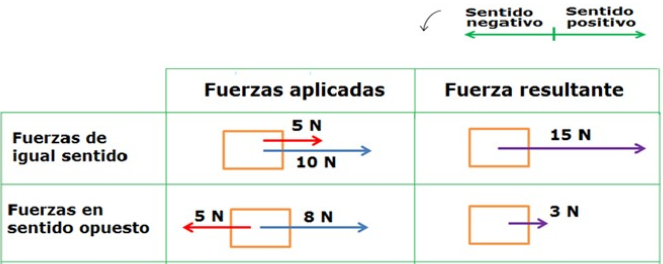 Sentido negativo
Sentido positivo
Fuerzas aplicadas
Fuerza resultante
Fuerzas de
igual sentido
5 N
10 N
15 N
Fuerzas en
sentido opuesto
5 N
8 N
3 N